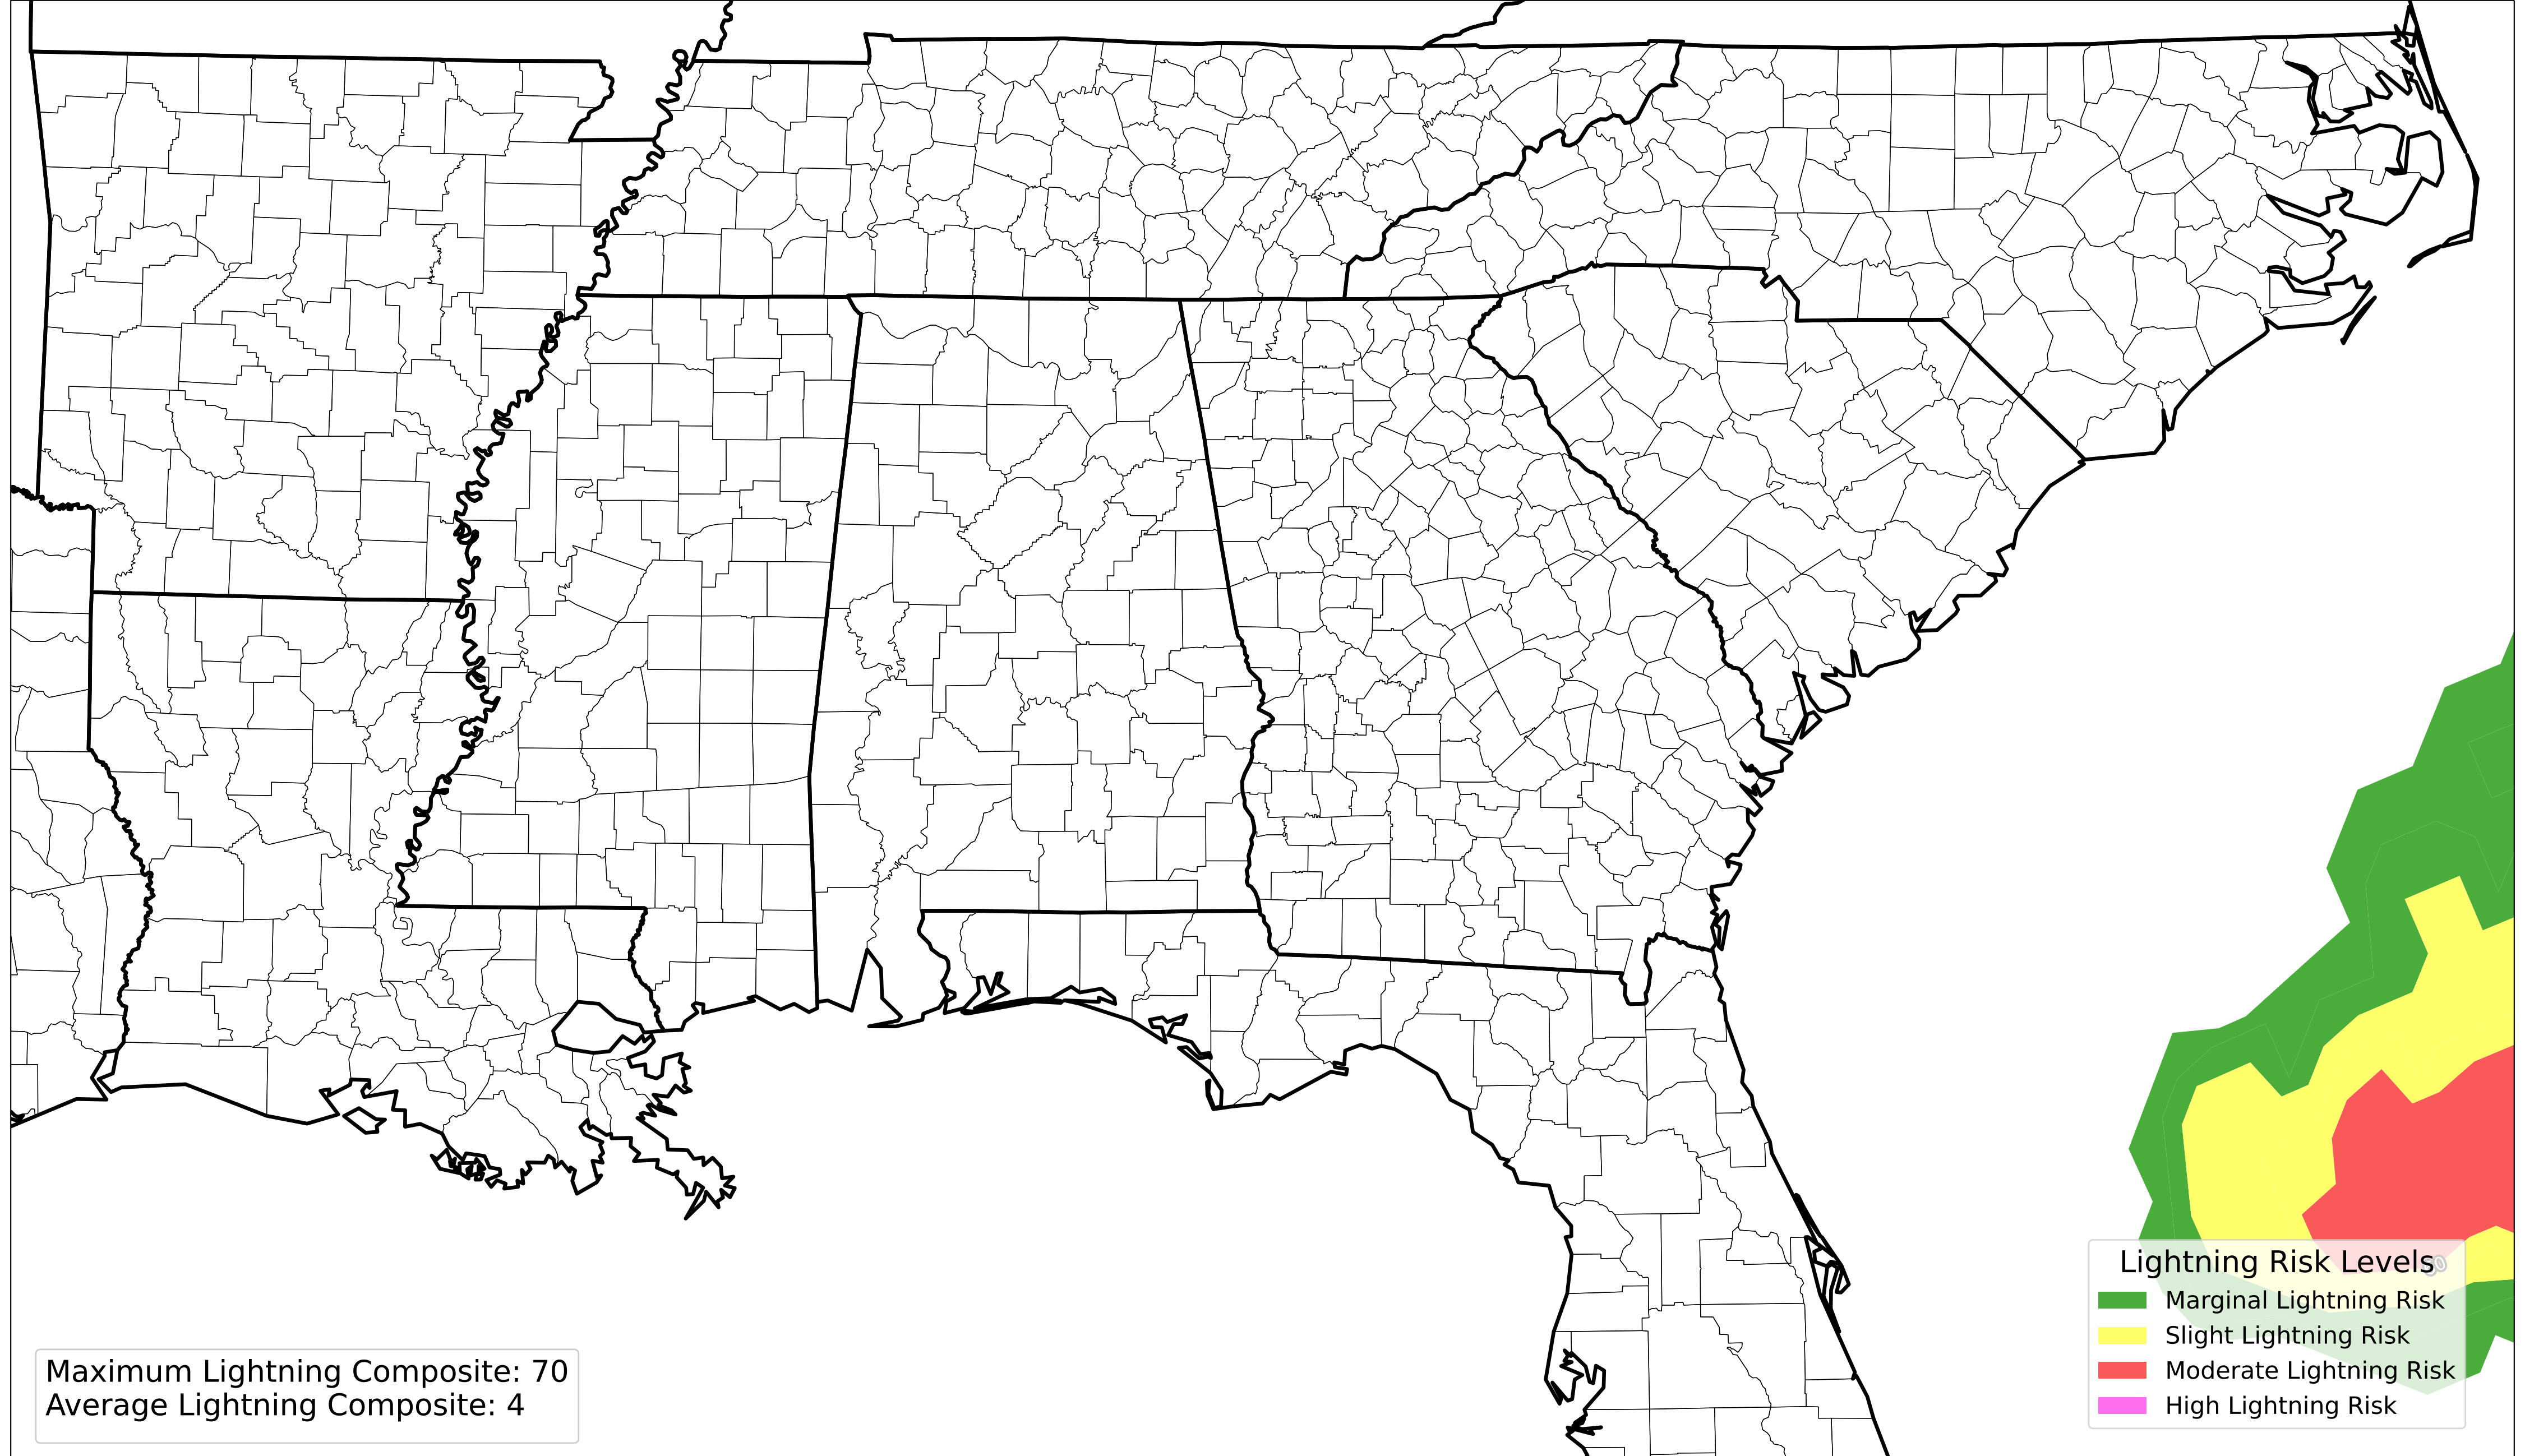 Lightning Risk Levels
Marginal Lightning Risk
Slight Lightning Risk
Moderate Lightning Risk
High Lightning Risk
Maximum Lightning Composite: 70
Average Lightning Composite: 4